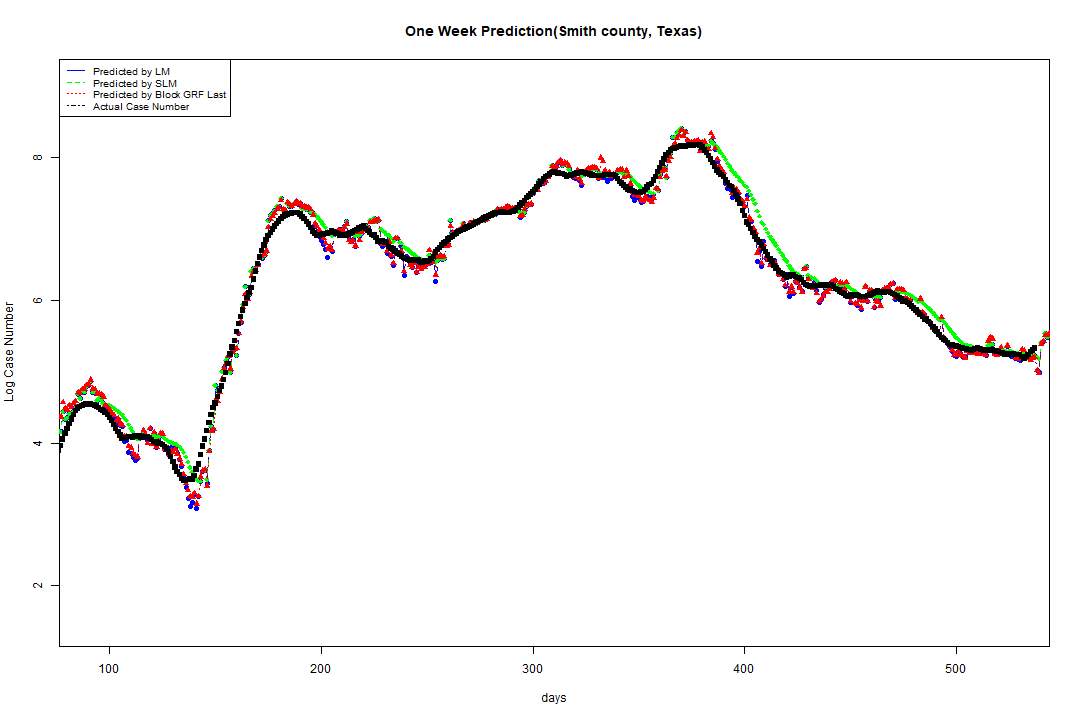 One Week Prediction(Smith county, Texas)
Predicted by LM
Predicted by SLM
Predicted by Block GRF Last
Actual Case Number
Log Case Number
8
6
4
2
100 200 300 400 500
days